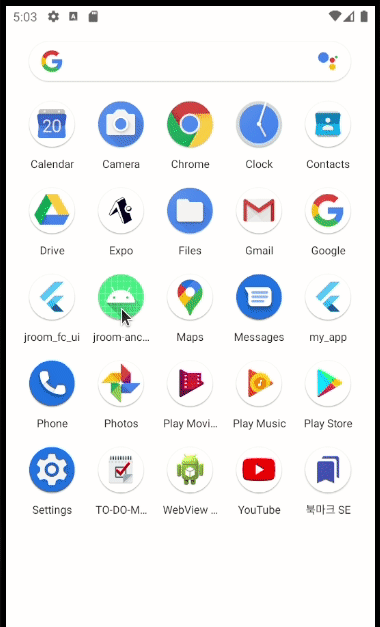 5:03
Calendar Camera Chrome Clock Contacts
Drive Expo Files Gmail Google
jroom_fc_ui jroom-anc... Maps Messages my_app
Phone Photos Play Movi... Play Music Play Store
Settings TO-DO-M... WebView ... YouTube 북마크 SE